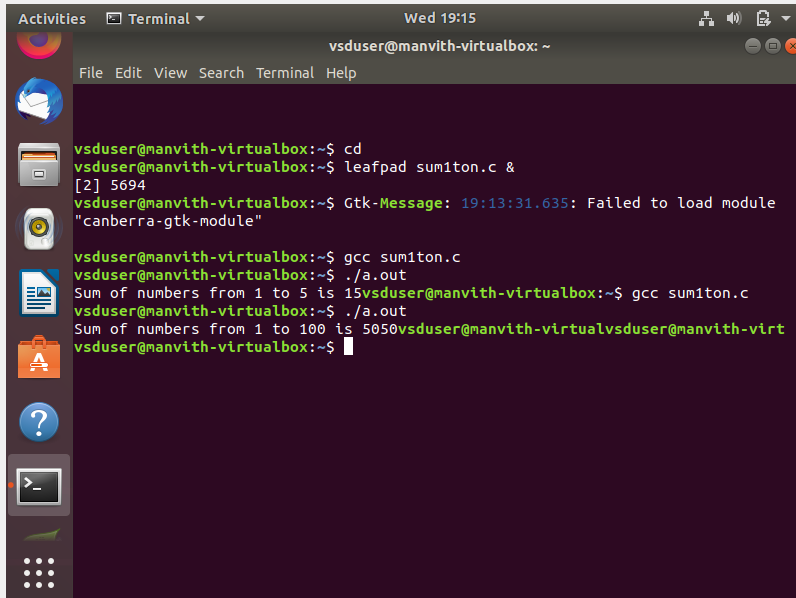 Activities Terminal Wed 19:15
vsduser@manvith-virtualbox: ~
File Edit View Search Terminal Help
vsduser@manvith-virtualbox:~$ cd
vsduser@manvith-virtualbox:~$ leafpad sum1ton.c &
[2] 5694
vsduser@manvith-virtualbox:~$ Gtk-Message: 19:13:31.635: Failed to load module
"canberra-gtk-module"
vsduser@manvith-virtualbox:~$ gcc sum1ton.c
vsduser@manvith-virtualbox:~$ ./a.out
Sum of numbers from 1 to 5 is 15vsduser@manvith-virtualbox:~$ gcc sum1ton.c
vsduser@manvith-virtualbox:~$ ./a.out
Sum of numbers from 1 to 100 is 5050vsduser@manvith-virtualvsduser@manvith-virt
vsduser@manvith-virtualbox:~$